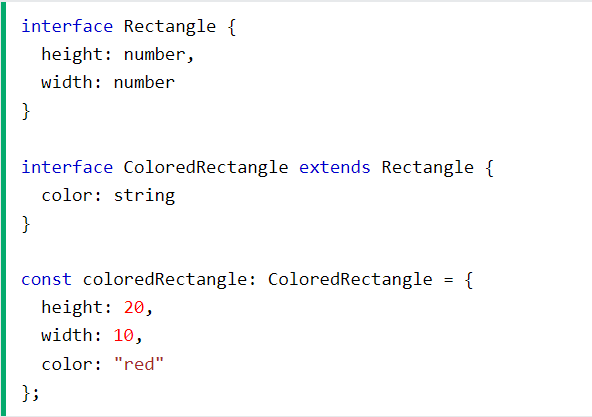 interface Rectangle {
  height: number,
  width: number
}

interface ColoredRectangle extends Rectangle {
  color: string
}

const coloredRectangle: ColoredRectangle = {
  height: 20,
  width: 10,
  color: "red"
};